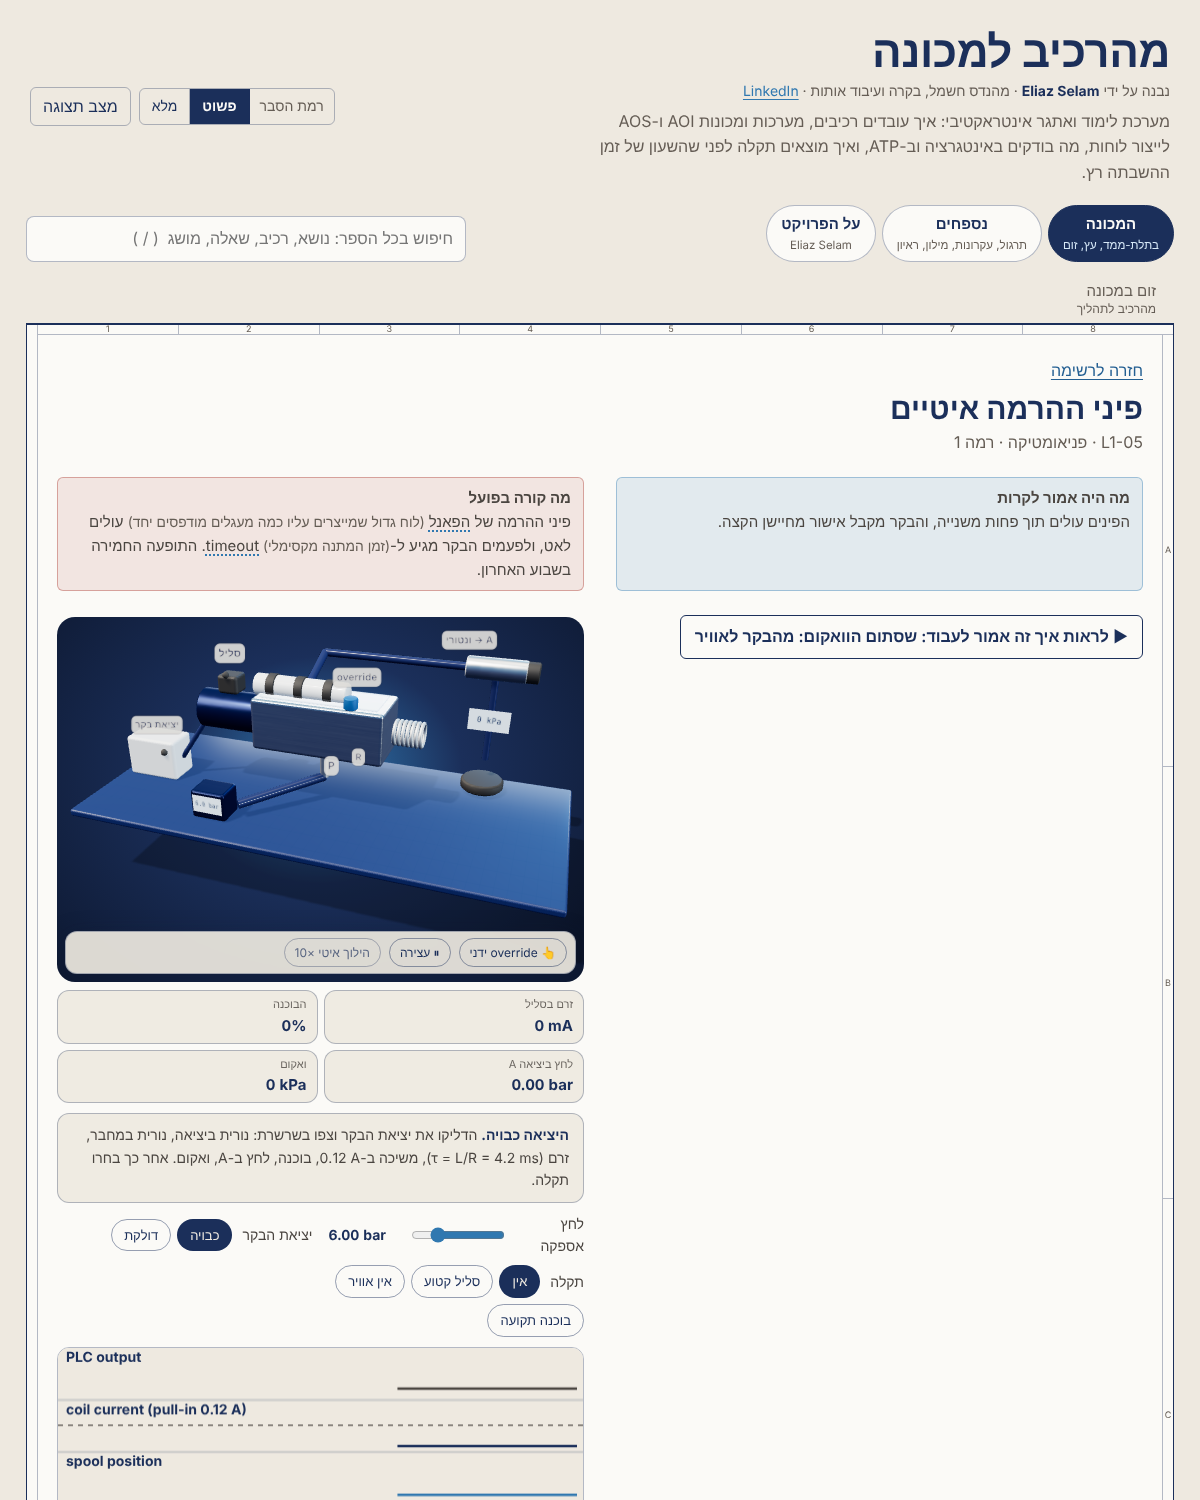 מהרכיב למכונה
נבנה על ידי Eliaz Selam · מהנדס חשמל, בקרה ועיבוד אותות · LinkedIn
מערכת לימוד ואתגר אינטראקטיבי: איך עובדים רכיבים, מערכות ומכונות AOI ו-AOS
לייצור לוחות, מה בודקים באינטגרציה וב-ATP, ואיך מוצאים תקלה לפני שהשעון של זמן
ההשבתה רץ.
רמת הסבר
פשוט
מלא
מצב תצוגה
המכונה
בתלת-ממד, עץ, זום
נספחים
תרגול, עקרונות, מילון, ראיון
על הפרויקט
Eliaz Selam
חיפוש בכל הספר: נושא, רכיב, שאלה, מושג ( / )
זום במכונה
מהרכיב לתהליך
1 2 3 4 5 6 7 8
חזרה לרשימה
פיני ההרמה איטיים
L1-05 · פניאומטיקה · רמה 1
מה היה אמור לקרות
הפינים עולים תוך פחות משנייה, והבקר מקבל אישור מחיישן הקצה.
מה קורה בפועל
פיני ההרמה של הפאנל (לוח גדול שמייצרים עליו כמה מעגלים מודפסים יחד) עולים
לאט, ולפעמים הבקר מגיע ל-timeout (זמן המתנה מקסימלי). התופעה החמירה
בשבוע האחרון.
A
▶ לראות איך זה אמור לעבוד: שסתום הוואקום: מהבקר לאוויר
A → ונטורי
סליל
override
0 kPa
יציאת בקר
R
P
0.0 bar
👆 override ידני
⏸ עצירה
הילוך איטי ×10
B
זרם בסליל
0 mA
הבוכנה
0%
לחץ ביציאה A
0.00 bar
ואקום
0 kPa
היציאה כבויה. הדליקו את יציאת הבקר וצפו בשרשרת: נורית ביציאה, נורית במחבר,
זרם (τ = L/R = 4.2 ms), משיכה ב-0.12 A, בוכנה, לחץ ב-A, ואקום. אחר כך בחרו
תקלה.
לחץ
אספקה
6.00 bar
יציאת הבקר
כבויה
דולקת
תקלה
אין
סליל קטוע
אין אוויר
בוכנה תקועה
PLC output
C
coil current (pull-in 0.12 A)
spool position